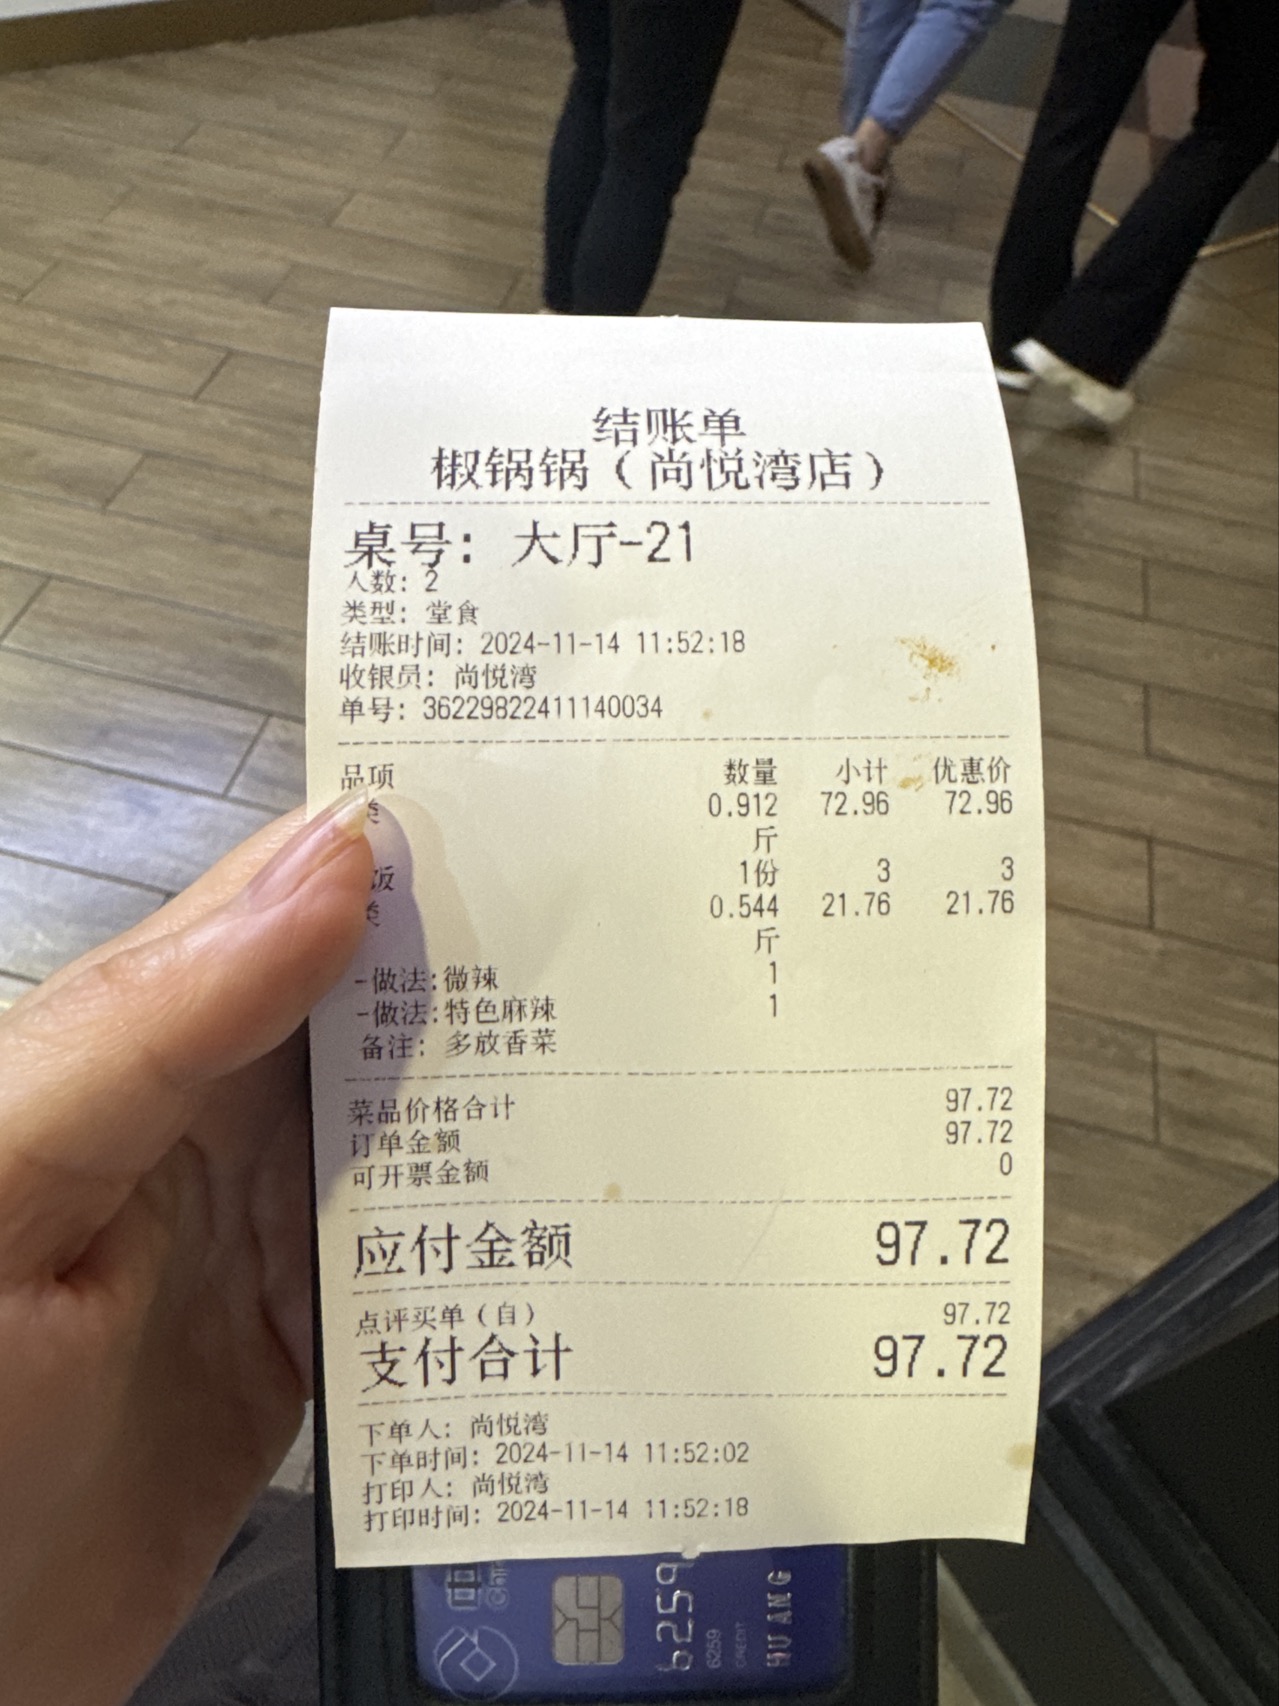 结账单
椒锅锅（尚悦湾店）
桌号：大厅-21
人数：2
类型：堂食
结账时间：2024-11-14 11:52:18
收银员：尚悦湾
单号：36229822411140034
品项 数量 小计 优惠价
类 0.912 72.96 72.96
斤
饭 1份 3 3
类 0.544 21.76 21.76
斤
-做法:微辣 1
-做法:特色麻辣 1
备注：多放香菜
菜品价格合计 97.72
订单金额 97.72
可开票金额 0
应付金额 97.72
点评买单（自） 97.72
支付合计 97.72
下单人：尚悦湾
下单时间：2024-11-14 11:52:02
打印人：尚悦湾
打印时间：2024-11-14 11:52:18
6259
6259
CREDIT
HUANG